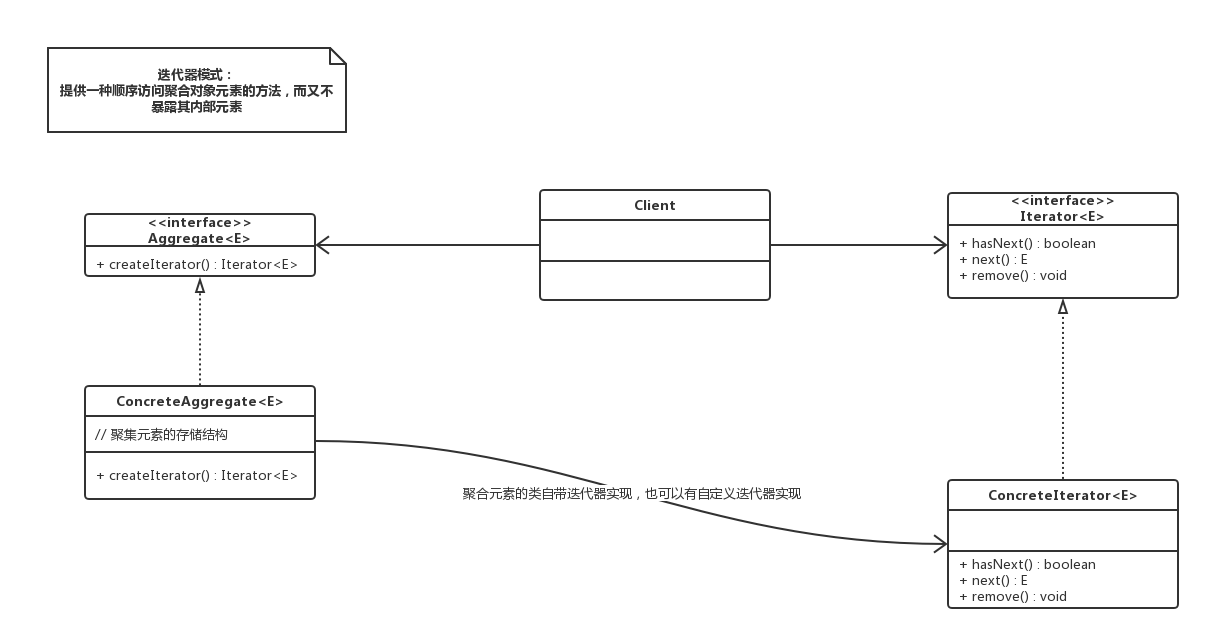 迭代器模式：
提供一种顺序访问聚合对象元素的方法，而又不
暴露其内部元素
<<interface>>
Aggregate<E>
+ createIterator() : Iterator<E>
Client
<<interface>>
Iterator<E>
+ hasNext() : boolean
+ next() : E
+ remove() : void
ConcreteAggregate<E>
// 聚集元素的存储结构
+ createIterator() : Iterator<E>
聚合元素的类自带迭代器实现，也可以有自定义迭代器实现
ConcreteIterator<E>
+ hasNext() : boolean
+ next() : E
+ remove() : void